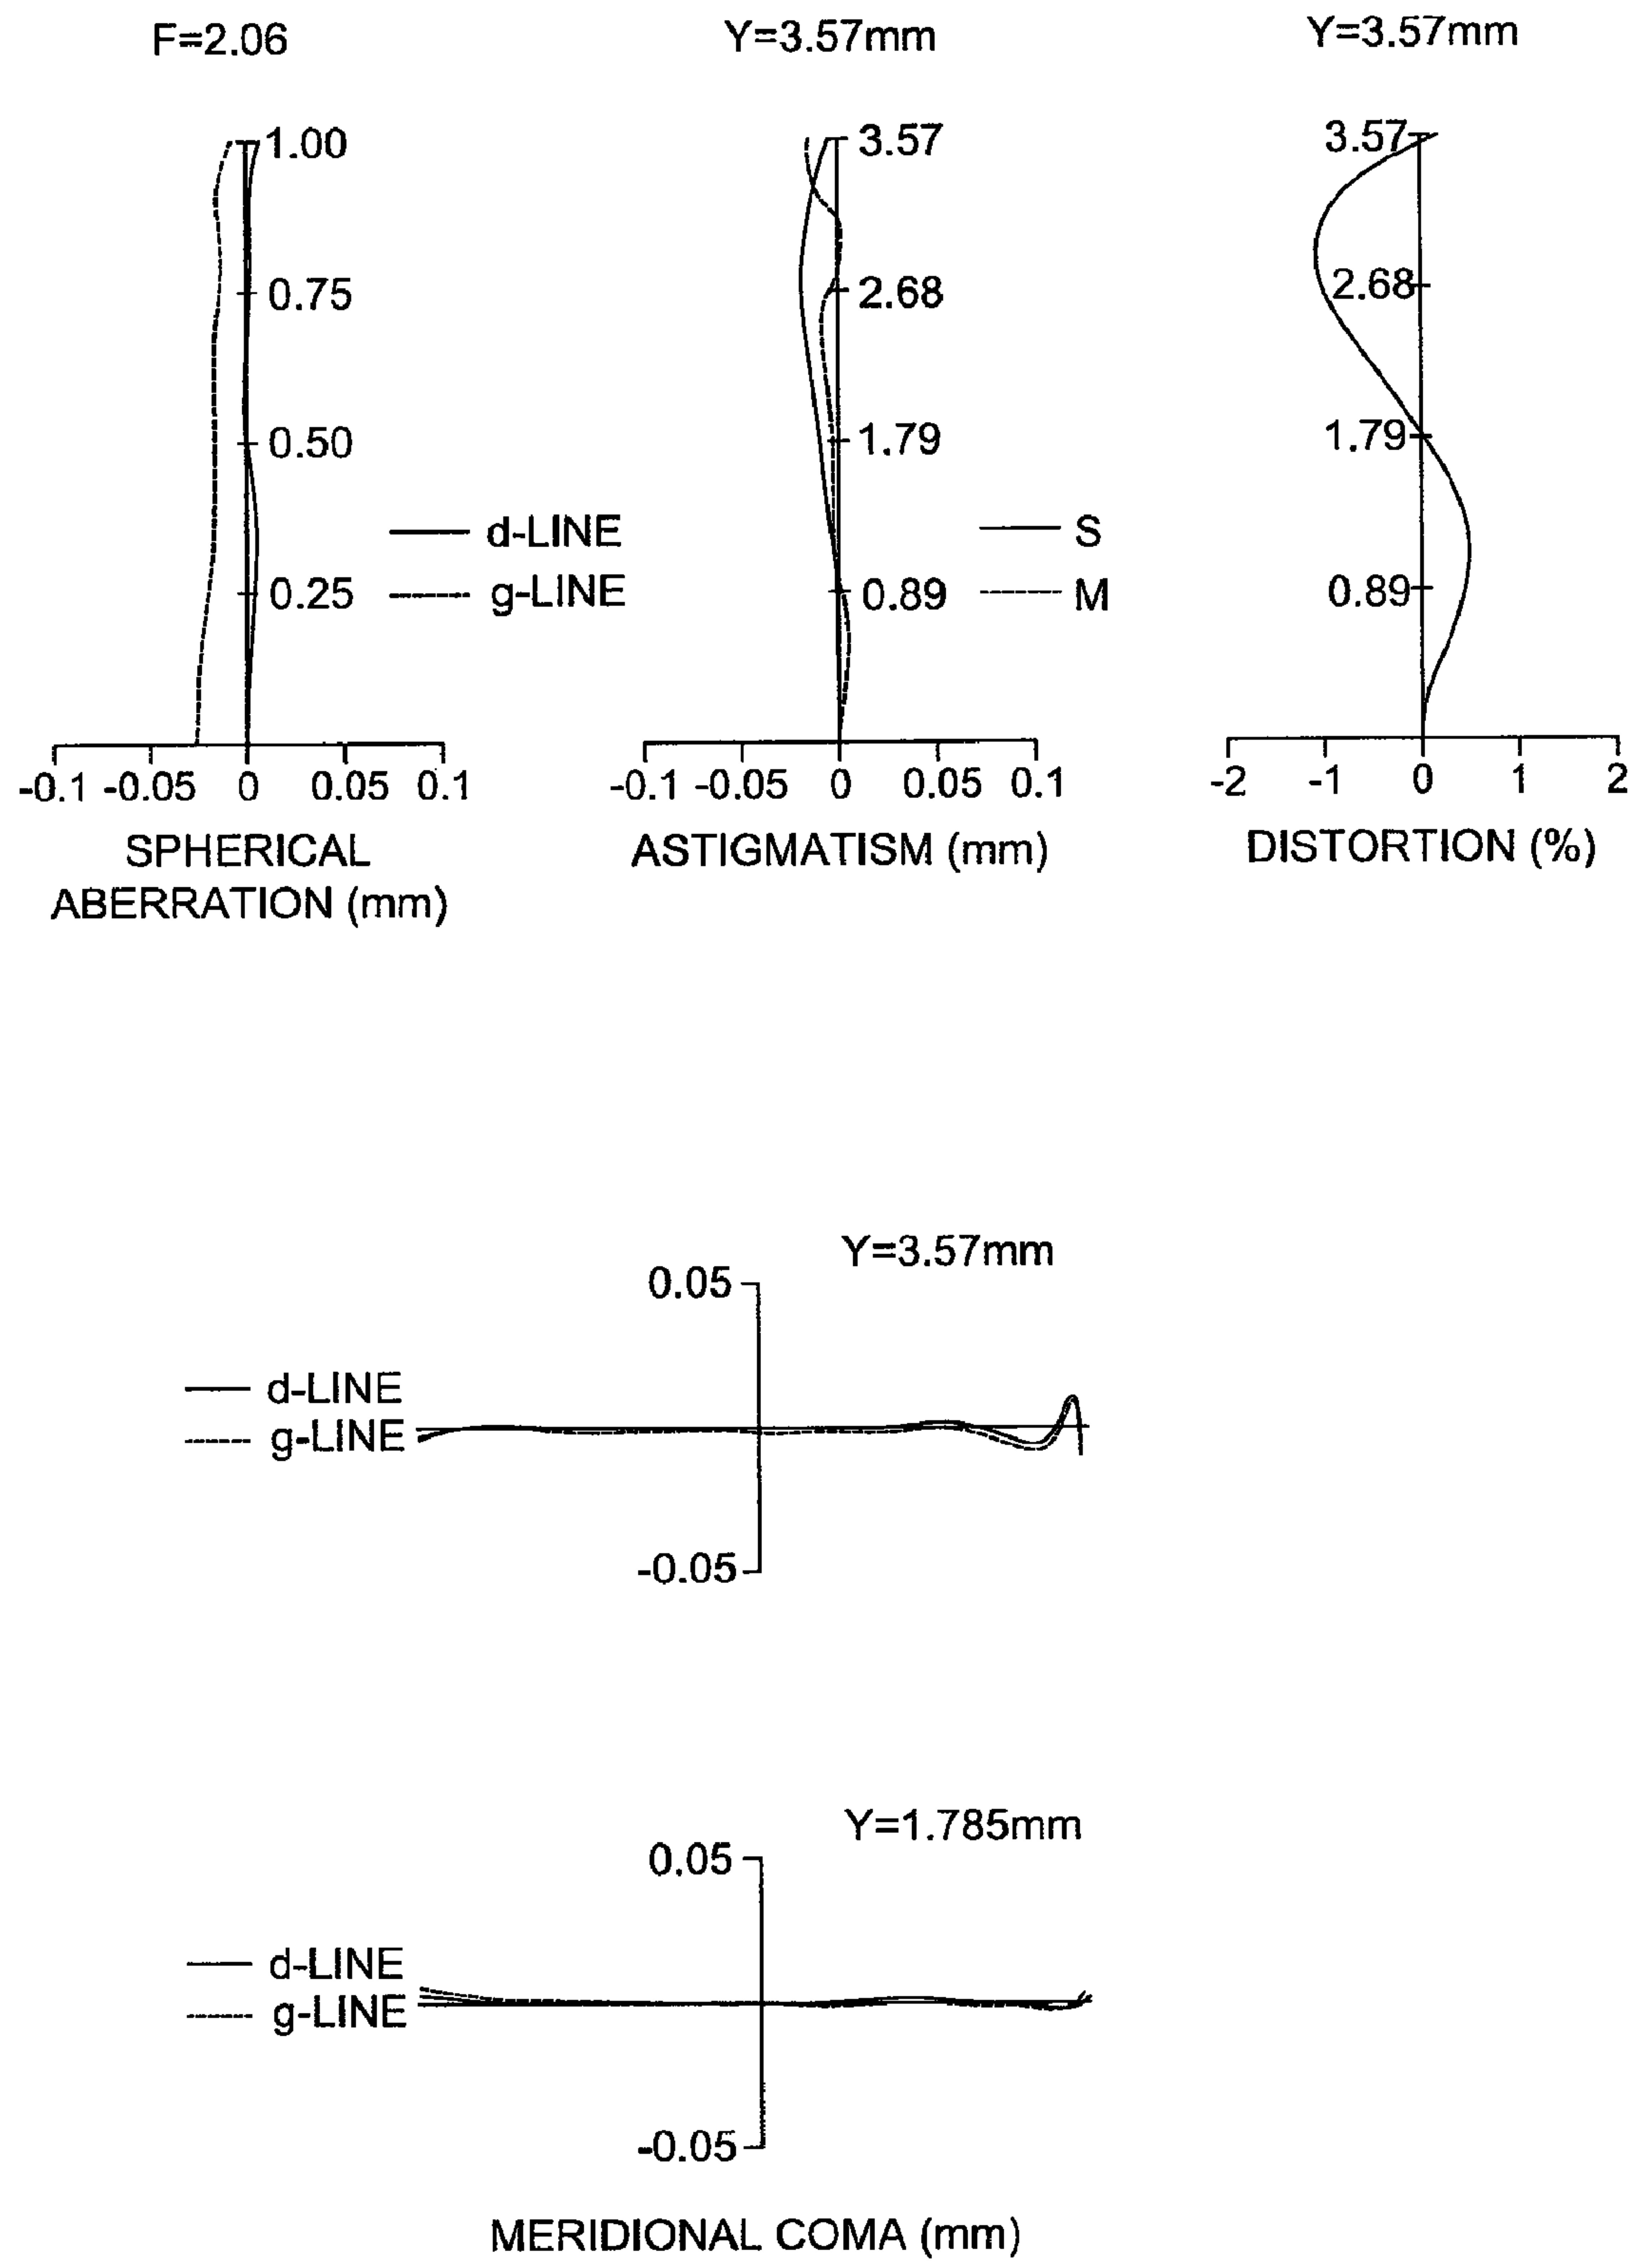 F=2.06
1.00
0.75
0.50
0.25
d-LINE
g-LINE
-0.1 -0.05 0 0.05 0.1
SPHERICAL
ABERRATION (mm)
Y=3.57mm
3.57
2.68
1.79
0.89
S
M
-0.1 -0.05 0 0.05 0.1
ASTIGMATISM (mm)
Y=3.57mm
3.57
2.68
1.79
0.89
-2 -1 0 1 2
DISTORTION (%)
Y=3.57mm
0.05
d-LINE
g-LINE
-0.05
Y=1.785mm
0.05
d-LINE
g-LINE
-0.05
MERIDIONAL COMA (mm)